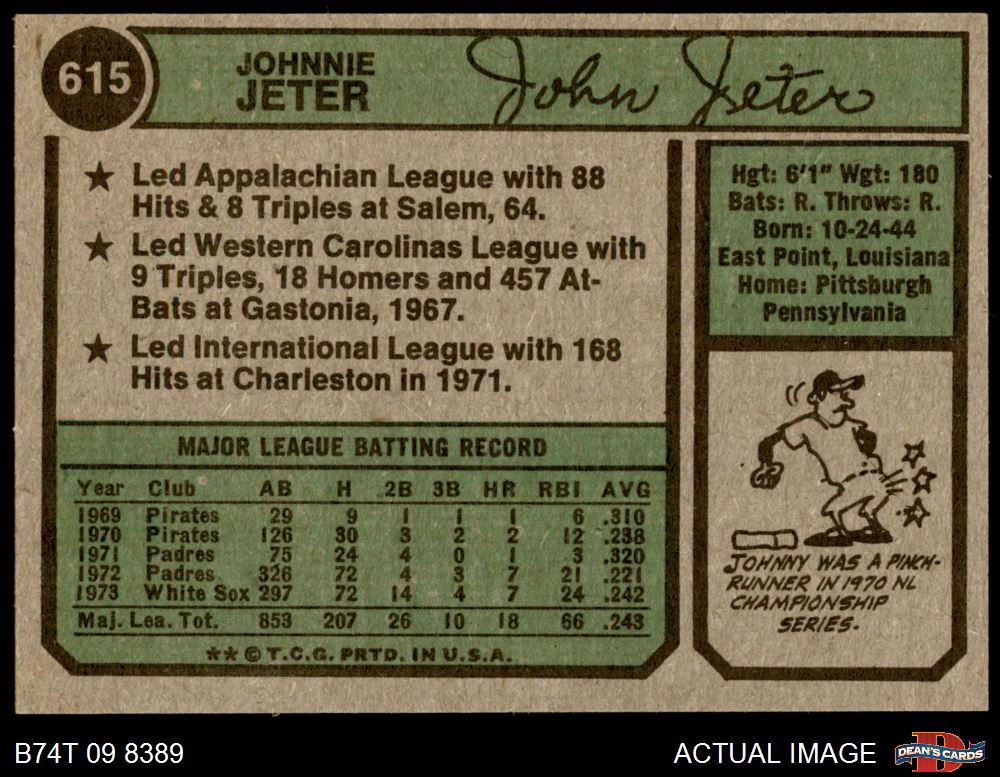 615
JOHNNIE
JETER
John Jeter
★ Led Appalachian League with 88
Hits & 8 Triples at Salem, 64.
★ Led Western Carolinas League with
9 Triples, 18 Homers and 457 At-
Bats at Gastonia, 1967.
★ Led International League with 168
Hits at Charleston in 1971.
MAJOR LEAGUE BATTING RECORD
Year Club AB H 2B 3B HR RBI AVG
1969 Pirates 29 9 1 1 1 6 .310
1970 Pirates 126 30 3 2 2 12 .238
1971 Padres 75 24 4 0 1 3 .320
1972 Padres 326 72 4 3 7 21 .221
1973 White Sox 297 72 14 4 7 24 .242
Maj. Lea. Tot. 853 207 26 10 18 66 .243
** © T.C.G. PRTD. IN U.S.A.
Hgt: 6'1" Wgt: 180
Bats: R. Throws: R.
Born: 10-24-44
East Point, Louisiana
Home: Pittsburgh
Pennsylvania
JOHNNY WAS A PINCH-
RUNNER IN 1970 NL
CHAMPIONSHIP
SERIES.
B74T 09 8389
ACTUAL IMAGE
DEAN'S CARDS